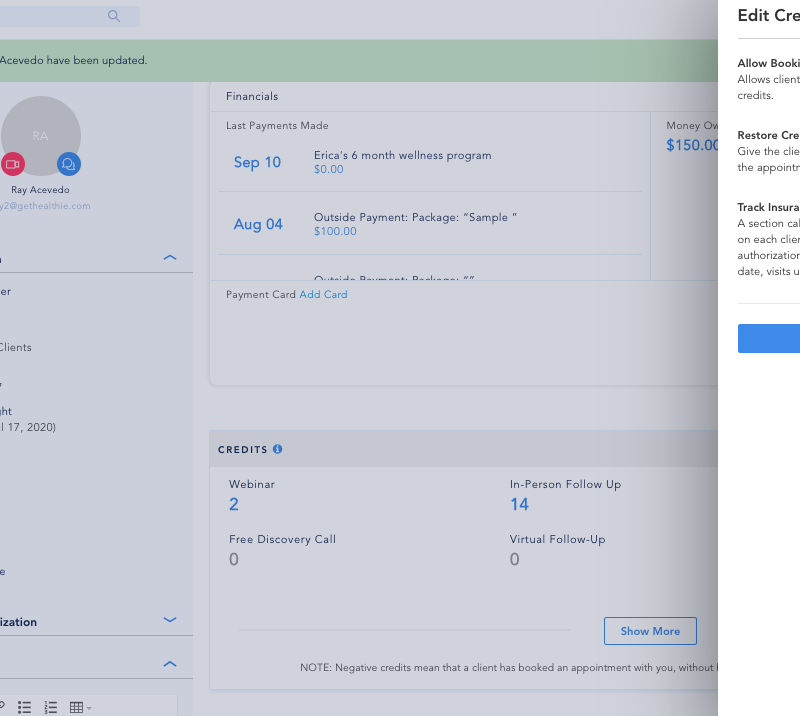 Acevedo have been updated.
RA
Ray Acevedo
y2@gethealthie.com
er
Clients
ght
l 17, 2020)
e
ization
Financials
Last Payments Made
Sep 10
Erica's 6 month wellness program
$0.00
Aug 04
Outside Payment: Package: “Sample ”
$100.00
Outside Payment: Package: “”
Payment Card Add Card
Money Ow
$150.00
CREDITS
Webinar
2
In-Person Follow Up
14
Free Discovery Call
0
Virtual Follow-Up
0
Show More
NOTE: Negative credits mean that a client has booked an appointment with you, without
Edit Cre
Allow Booki
Allows client
credits.
Restore Cre
Give the clie
the appointm
Track Insura
A section cal
on each clien
authorization
date, visits u